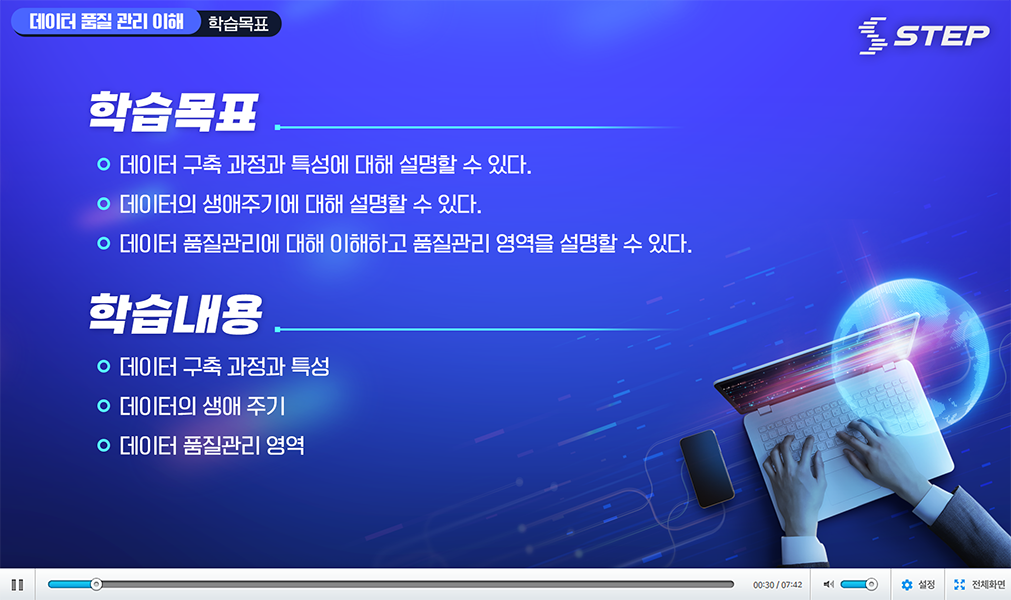 데이터 품질 관리 이해 학습목표
STEP
학습목표
데이터 구축 과정과 특성에 대해 설명할 수 있다.
데이터의 생애주기에 대해 설명할 수 있다.
데이터 품질관리에 대해 이해하고 품질관리 영역을 설명할 수 있다.
학습내용
데이터 구축 과정과 특성
데이터의 생애 주기
데이터 품질관리 영역
00:30 / 07:42 설정 전체화면